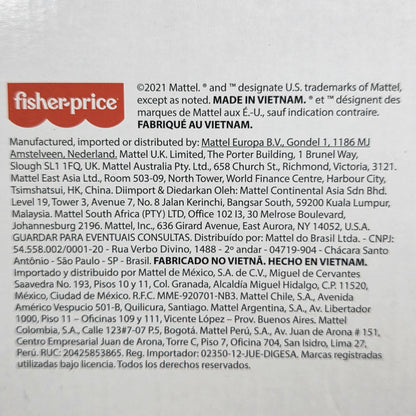 fisher-price
©2021 Mattel. ® and ™ designate U.S. trademarks of Mattel,
except as noted. MADE IN VIETNAM. ® et ™ désignent des
marques de Mattel aux É.-U., sauf indication contraire.
FABRIQUÉ AU VIETNAM.
Manufactured, imported or distributed by: Mattel Europa B.V., Gondel 1, 1186 MJ
Amstelveen, Nederland. Mattel U.K. Limited, The Porter Building, 1 Brunel Way,
Slough SL1 1FQ, UK. Mattel Australia Pty. Ltd., 658 Church St., Richmond, Victoria, 3121.
Mattel East Asia Ltd., Room 503-09, North Tower, World Finance Centre, Harbour City,
Tsimshatsui, HK, China. Diimport & Diedarkan Oleh: Mattel Continental Asia Sdn Bhd.
Level 19, Tower 3, Avenue 7, No. 8 Jalan Kerinchi, Bangsar South, 59200 Kuala Lumpur,
Malaysia. Mattel South Africa (PTY) LTD, Office 102 I3, 30 Melrose Boulevard,
Johannesburg 2196. Mattel, Inc., 636 Girard Avenue, East Aurora, NY 14052, U.S.A.
GUARDAR PARA EVENTUAIS CONSULTAS. Distribuído por: Mattel do Brasil Ltda. - CNPJ:
54.558.002/0001-20 - Rua Verbo Divino, 1488 - 2º andar - 04719-904 - Chácara Santo
Antônio - São Paulo - SP - Brasil. FABRICADO NO VIETNÃ. HECHO EN VIETNAM.
Importado y distribuido por Mattel de México, S.A. de C.V., Miguel de Cervantes
Saavedra No. 193, Pisos 10 y 11, Col. Granada, Alcaldía Miguel Hidalgo, C.P. 11520,
México, Ciudad de México. R.F.C. MME-920701-NB3. Mattel Chile, S.A., Avenida
Américo Vespucio 501-B, Quilicura, Santiago. Mattel Argentina, S.A., Av. Libertador
1000, Piso 11 – Oficinas 109 y 111, Vicente López – Prov. Buenos Aires. Mattel
Colombia, S.A., Calle 123#7-07 P.5, Bogotá. Mattel Perú, S.A., Av. Juan de Arona # 151,
Centro Empresarial Juan de Arona, Torre C, Piso 7, Oficina 704, San Isidro, Lima 27,
Perú. RUC: 20425853865. Reg. Importador: 02350-12-JUE-DIGESA. Marcas registradas
utilizadas bajo licencia. Todos los derechos reservados.